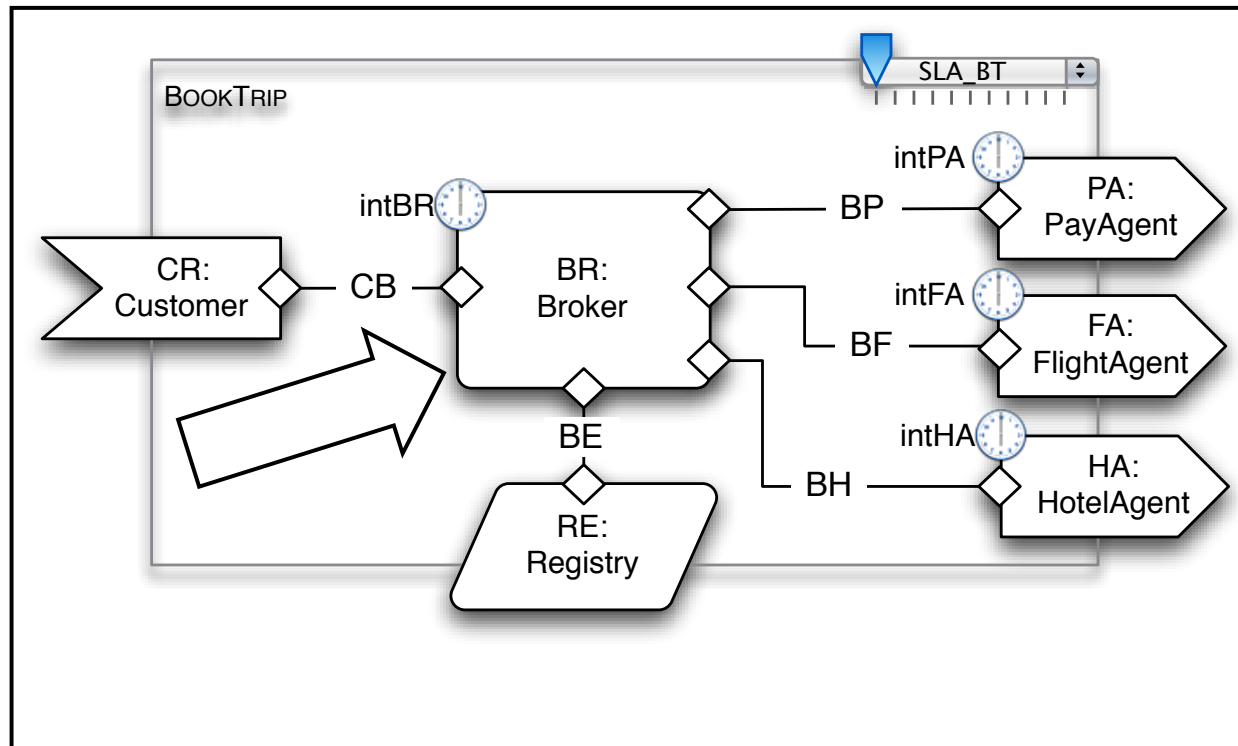 SLA_BT
BOOKTRIP
intPA
PA:
PayAgent
intBR
BP
CR:
Customer
CB
BR:
Broker
intFA
FA:
FlightAgent
BF
BE
intHA
HA:
HotelAgent
BH
RE:
Registry